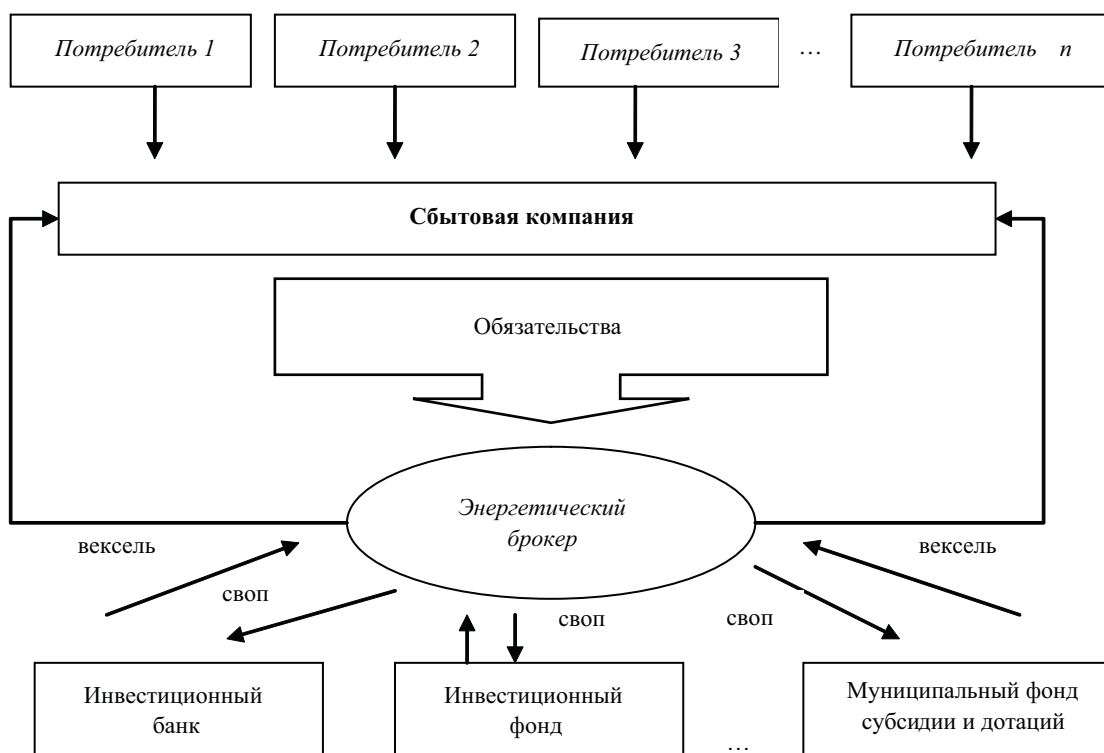 Потребитель 1
Потребитель 2
Потребитель 3
...
Потребитель n
Сбытовая компания
Обязательства
Энергетический
брокер
вексель
вексель
своп
своп
своп
Инвестиционный
банк
Инвестиционный
фонд
...
Муниципальный фонд
субсидии и дотаций